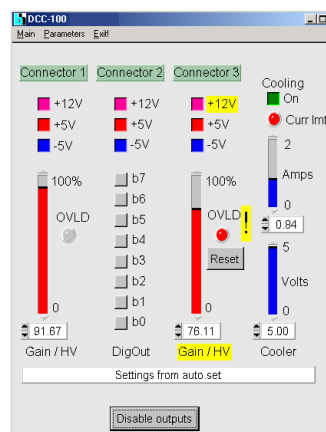 DCC-100
Main Parameters Exit!
Connector 1 Connector 2 Connector 3
Cooling
On
Curr lmt
+12V +12V +12V
+5V +5V +5V
-5V -5V -5V
2
Amps
0
0.84
100% b7 100%
b6
OVLD b5 OVLD !
b4
b3 Reset
b2
b1
0 b0 0
5
Volts
0
91.67 76.11 5.00
Gain / HV DigOut Gain / HV Cooler
Settings from auto.set
Disable outputs